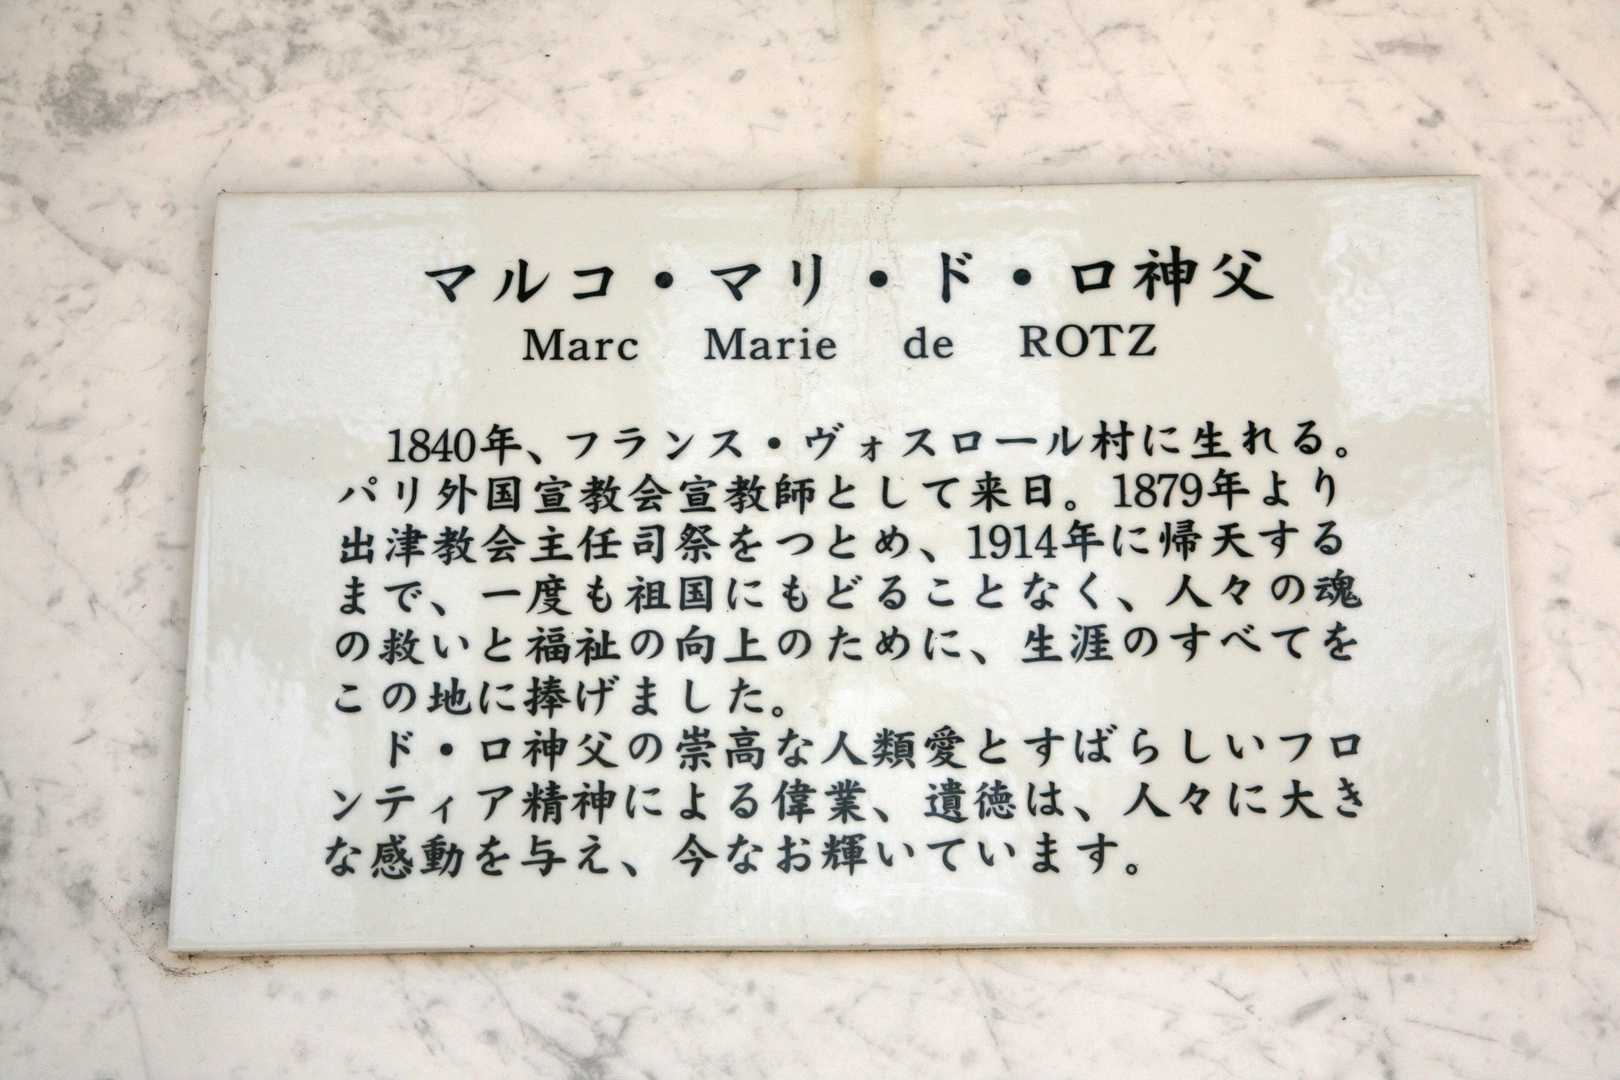 マルコ・マリ・ド・ロ神父
Marc Marie de ROTZ
1840年、フランス・ヴォスロール村に生れる。
パリ外国宣教会宣教師として来日。1879年より
出津教会主任司祭をつとめ、1914年に帰天する
まで、一度も祖国にもどることなく、人々の魂
の救いと福祉の向上のために、生涯のすべてを
この地に捧げました。
ド・ロ神父の崇高な人類愛とすばらしいフロ
ンティア精神による偉業、遺徳は、人々に大き
な感動を与え、今なお輝いています。